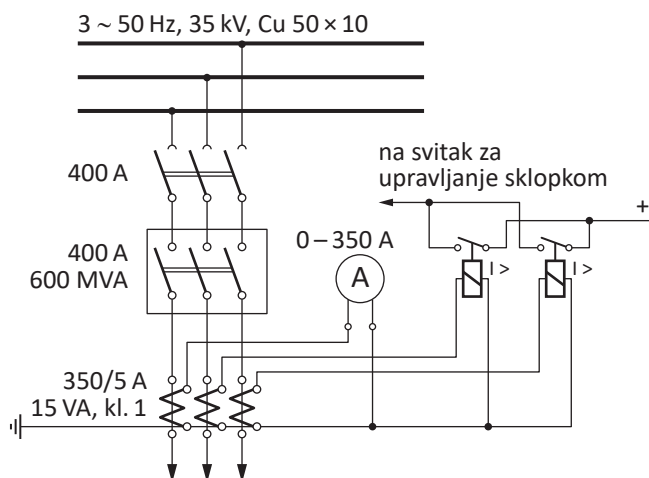 3 ~ 50 Hz, 35 kV, Cu 50 × 10
400 A
na svitak za
upravljanje sklopkom
+
400 A
600 MVA
0 – 350 A
A
I >
I >
350/5 A
15 VA, kl. 1